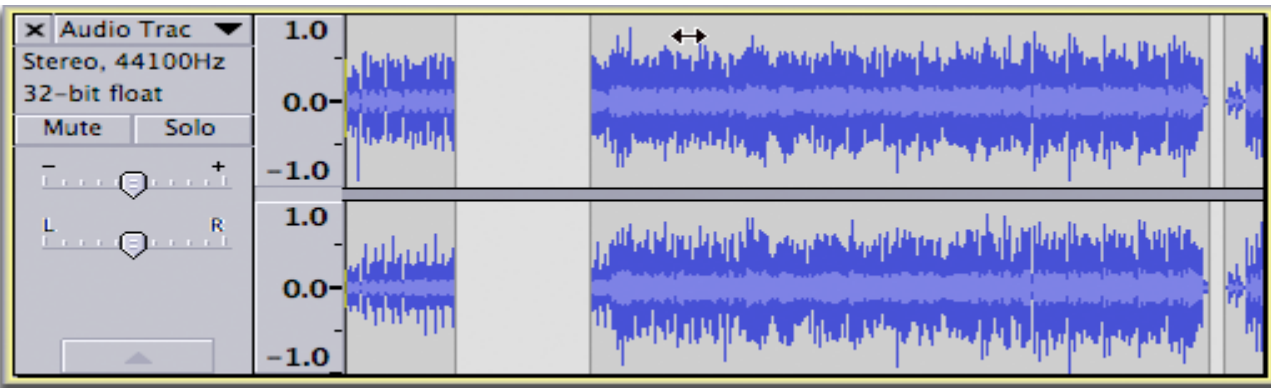 × Audio Trac
Stereo, 44100Hz
32-bit float
Mute Solo
- +
L R
1.0
0.0-
-1.0
1.0
0.0-
-1.0